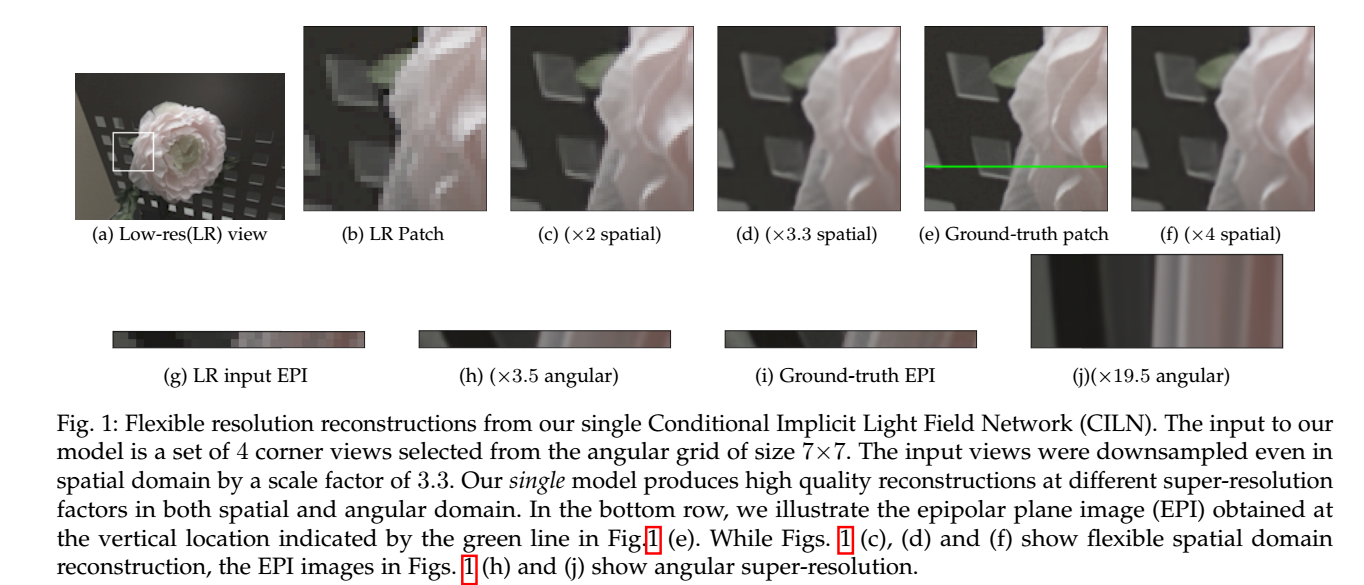 (a) Low-res(LR) view
(b) LR Patch
(c) (×2 spatial)
(d) (×3.3 spatial)
(e) Ground-truth patch
(f) (×4 spatial)
(g) LR input EPI
(h) (×3.5 angular)
(i) Ground-truth EPI
(j)(×19.5 angular)
Fig. 1: Flexible resolution reconstructions from our single Conditional Implicit Light Field Network (CILN). The input to our
model is a set of 4 corner views selected from the angular grid of size 7×7. The input views were downsampled even in
spatial domain by a scale factor of 3.3. Our single model produces high quality reconstructions at different super-resolution
factors in both spatial and angular domain. In the bottom row, we illustrate the epipolar plane image (EPI) obtained at
the vertical location indicated by the green line in Fig.1 (e). While Figs. 1 (c), (d) and (f) show flexible spatial domain
reconstruction, the EPI images in Figs. 1 (h) and (j) show angular super-resolution.